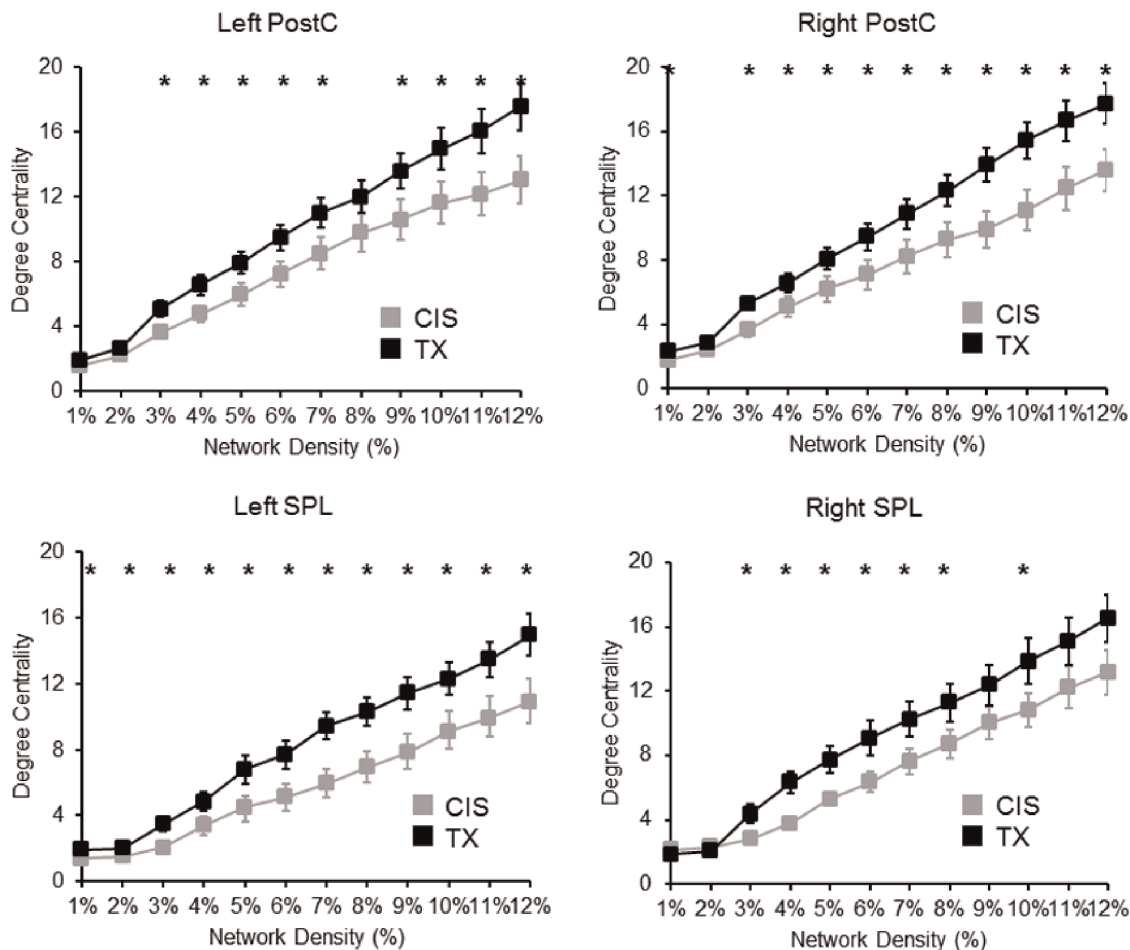 Left PostC
20 * * * * * * * * *
16
12
8
4
0
Degree Centrality
CIS
TX
1% 2% 3% 4% 5% 6% 7% 8% 9% 10% 11% 12%
Network Density (%)
Right PostC
20 * * * * * * * * * * *
16
12
8
4
0
Degree Centrality
CIS
TX
1% 2% 3% 4% 5% 6% 7% 8% 9% 10% 11% 12%
Network Density (%)
Left SPL
20
* * * * * * * * * * * *
16
12
8
4
0
Degree Centrality
CIS
TX
1% 2% 3% 4% 5% 6% 7% 8% 9% 10% 11% 12%
Network Density (%)
Right SPL
20
* * * * * * *
16
12
8
4
0
Degree Centrality
CIS
TX
1% 2% 3% 4% 5% 6% 7% 8% 9% 10% 11% 12%
Network Density (%)